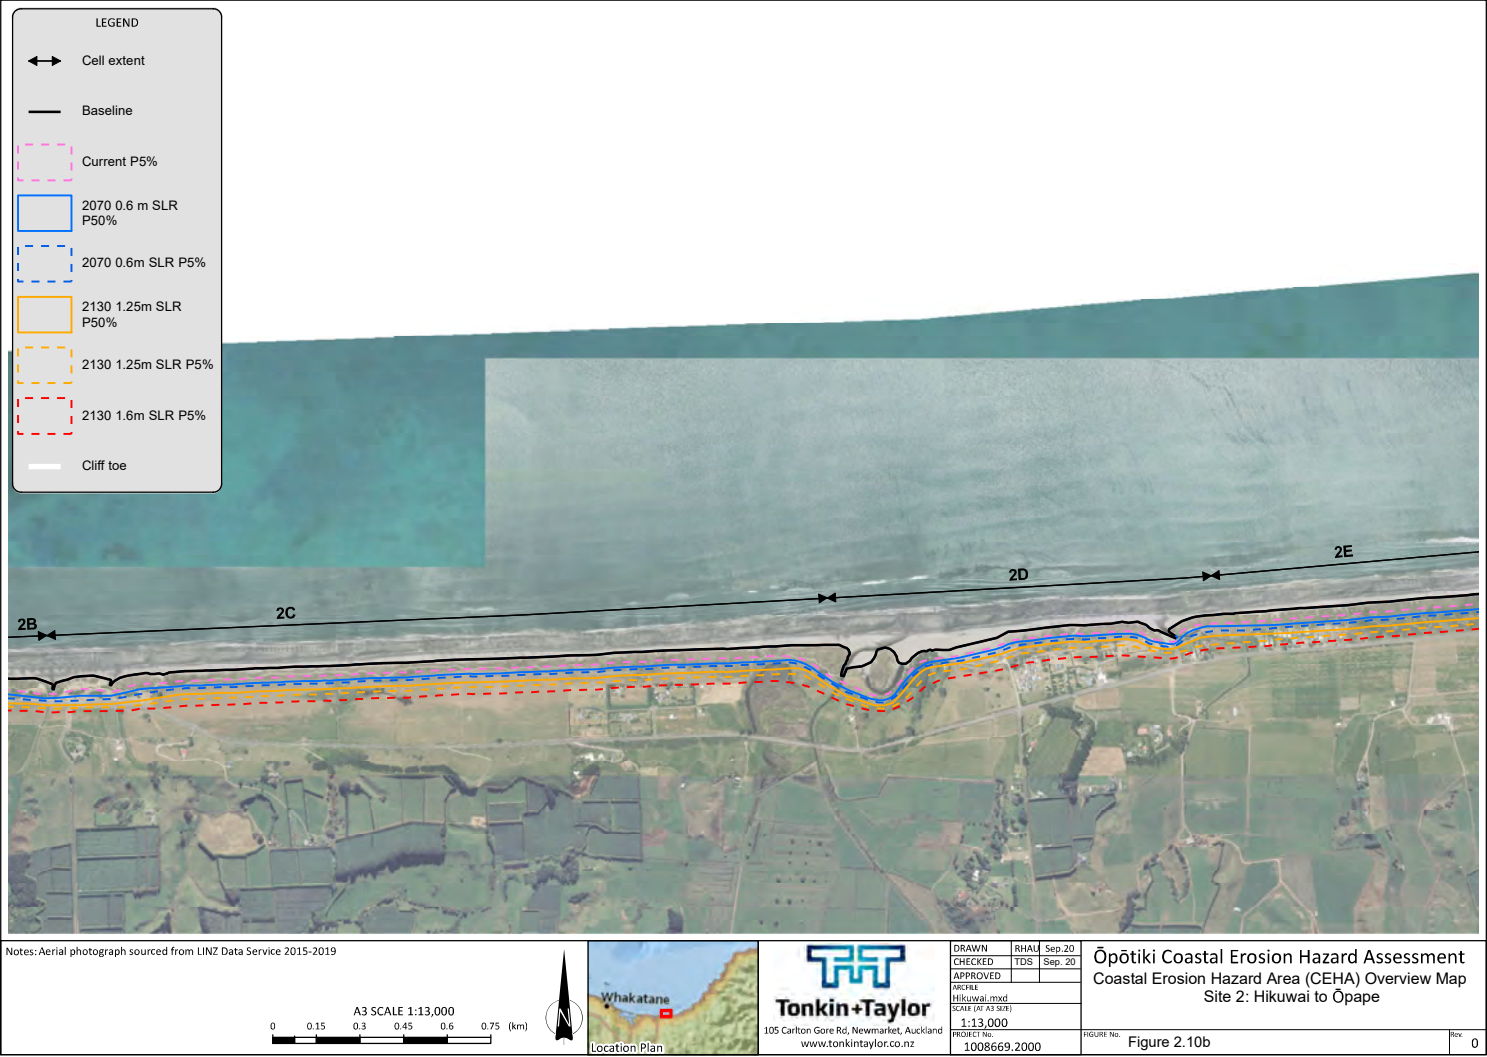 LEGEND
Cell extent
Baseline
Current P5%
2070 0.6 m SLR
P50%
2070 0.6m SLR P5%
2130 1.25m SLR
P50%
2130 1.25m SLR P5%
2130 1.6m SLR P5%
Cliff toe
2B
2C
2D
2E
Notes: Aerial photograph sourced from LINZ Data Service 2015-2019
A3 SCALE 1:13,000
0 0.15 0.3 0.45 0.6 0.75 (km)
N
Whakatane
Location Plan
Tonkin+Taylor
105 Carlton Gore Rd, Newmarket, Auckland
www.tonkintaylor.co.nz
DRAWN RHAU Sep.20
CHECKED TDS Sep. 20
APPROVED
ARCFILE
Hikuwai.mxd
SCALE (AT A3 SIZE)
1:13,000
PROJECT No.
1008669.2000
Ōpōtiki Coastal Erosion Hazard Assessment
Coastal Erosion Hazard Area (CEHA) Overview Map
Site 2: Hikuwai to Ōpape
FIGURE No. Figure 2.10b
Rev. 0